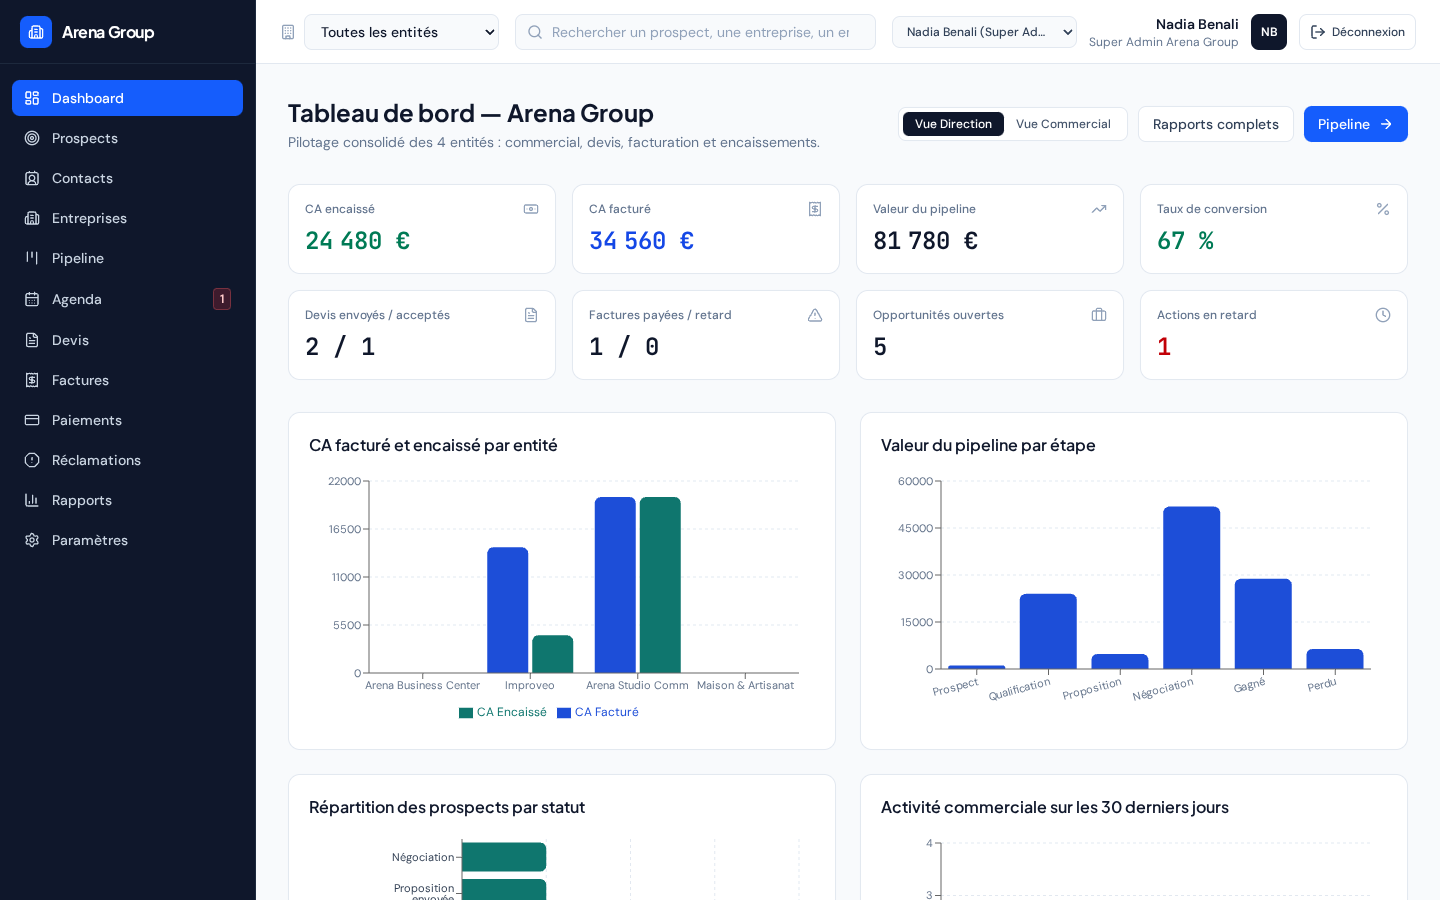 Arena Group
Dashboard
Prospects
Contacts
Entreprises
Pipeline
Agenda
1
Devis
Factures
Paiements
Réclamations
Rapports
Paramètres
Toutes les entités
Rechercher un prospect, une entreprise, un er
Nadia Benali (Super Ad...
Nadia Benali
Super Admin Arena Group
NB
Déconnexion
Tableau de bord — Arena Group
Pilotage consolidé des 4 entités : commercial, devis, facturation et encaissements.
Vue Direction
Vue Commercial
Rapports complets
Pipeline
CA encaissé
24 480 €
CA facturé
34 560 €
Valeur du pipeline
81 780 €
Taux de conversion
67 %
Devis envoyés / acceptés
2 / 1
Factures payées / retard
1 / 0
Opportunités ouvertes
5
Actions en retard
1
CA facturé et encaissé par entité
22000
16500
11000
5500
0
Arena Business Center
Improveo
Arena Studio Comm
Maison & Artisanat
CA Encaissé
CA Facturé
Valeur du pipeline par étape
60000
45000
30000
15000
0
Prospect
Qualification
Proposition
Négociation
Gagné
Perdu
Répartition des prospects par statut
Négociation
Proposition
envoyée
Activité commerciale sur les 30 derniers jours
4
3